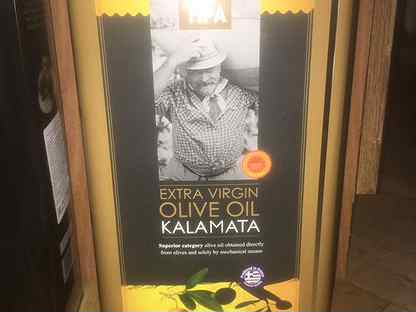 EXTRA VIRGIN
OLIVE OIL
KALAMATA
Superior category olive oil obtained directly
from olives and solely by mechanical means